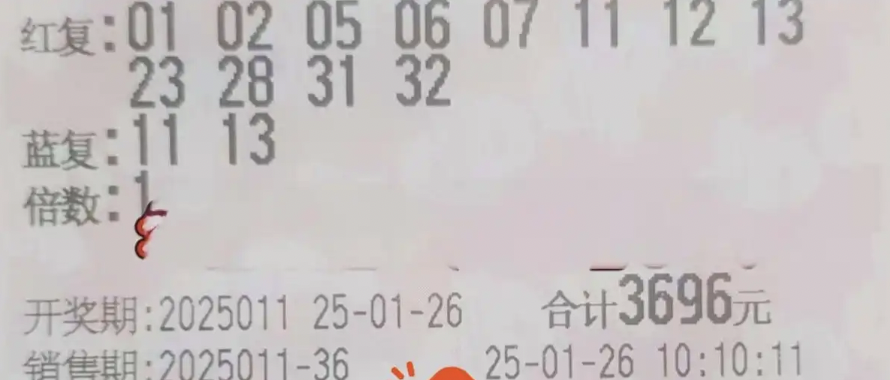 红复:01 02 05 06 07 11 12 13
23 28 31 32
蓝复:11 13
倍数:1
开奖期:2025011 25-01-26 合计3696元
销售期:2025011-36 25-01-26 10:10:11